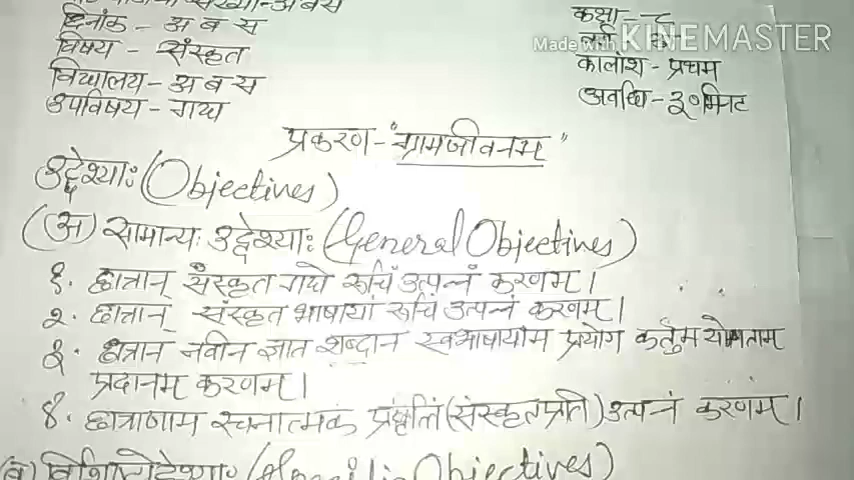 संख्या-अ ब स
दिनांक - अ ब स
विषय - संस्कृत
विद्यालय - अ ब स
उपविषय - गद्य
कक्षा - ८
Made with KINEMASTER
कालांश - प्रथम
अवधि - ३० मिनट
प्रकरण - "ग्रामजीवनम"
उद्देश्याः (Objectives)
(अ) सामान्यः उद्देश्याः (General Objectives)
१. छात्रान् संस्कृत गद्ये रूचिं उत्पन्नं करणम।
२. छात्रान् संस्कृत भाषायां रूचिं उत्पन्नं करणम।
३. छात्रान नवीन ज्ञात शब्दान स्वभाषायाम प्रयोग कर्तुम योग्यताम
प्रदानम करणम।
४. छात्राणाम रचनात्मकं प्रवृत्तिं (संस्कृतप्रति) उत्पन्नं करणम।
(ब) विशिष्टोद्देश्याः ( Objectives)